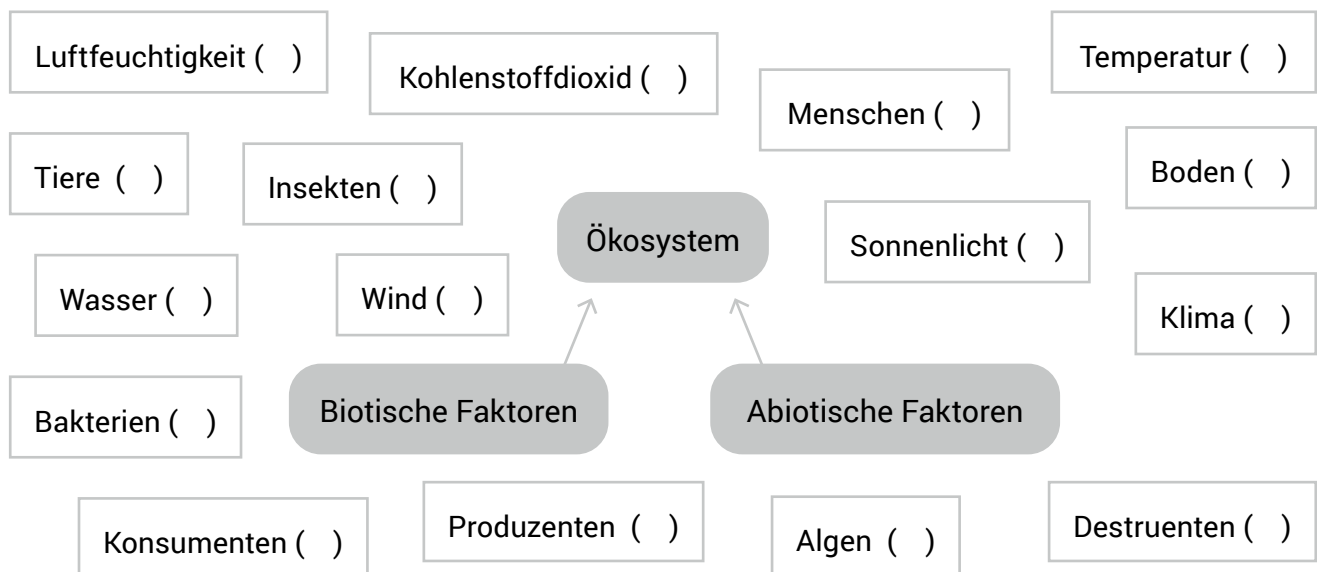 Luftfeuchtigkeit (   )
Kohlenstoffdioxid (   )
Menschen (   )
Temperatur (   )
Tiere  (   )
Insekten (   )
Boden (   )
Ökosystem
Sonnenlicht (   )
Wasser (   )
Wind (   )
Klima (   )
Bakterien (   )
Biotische Faktoren
Abiotische Faktoren
Konsumenten (   )
Produzenten  (   )
Algen  (   )
Destruenten (   )